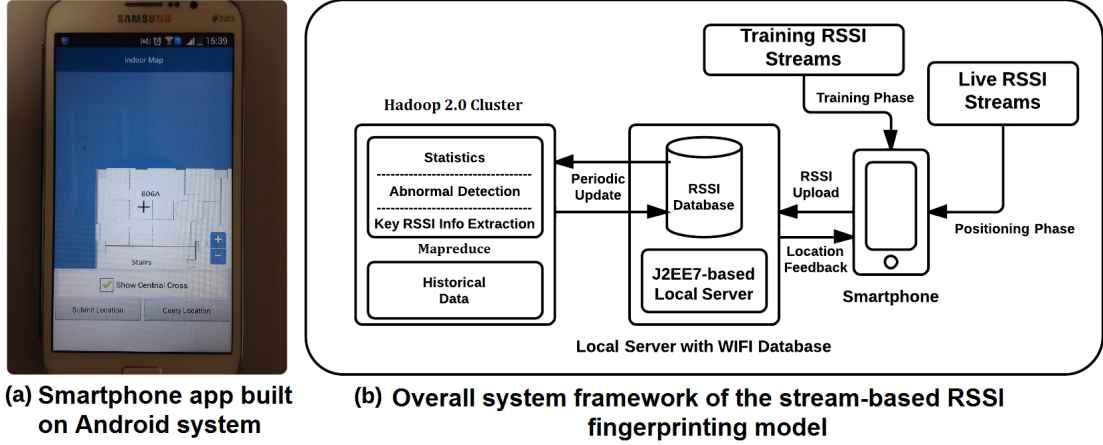 SAMSUNG
DUOS
15:39
Indoor Map
806A
Stairs
+
-
Show Central Cross
Submit Location
Query Location
(a) Smartphone app built
on Android system
Training RSSI
Streams
Live RSSI
Streams
Training Phase
Hadoop 2.0 Cluster
Statistics
Abnormal Detection
Key RSSI Info Extraction
Mapreduce
Historical
Data
Periodic
Update
RSSI
Database
J2EE7-based
Local Server
RSSI
Upload
Location
Feedback
Positioning Phase
Smartphone
Local Server with WIFI Database
(b) Overall system framework of the stream-based RSSI
fingerprinting model